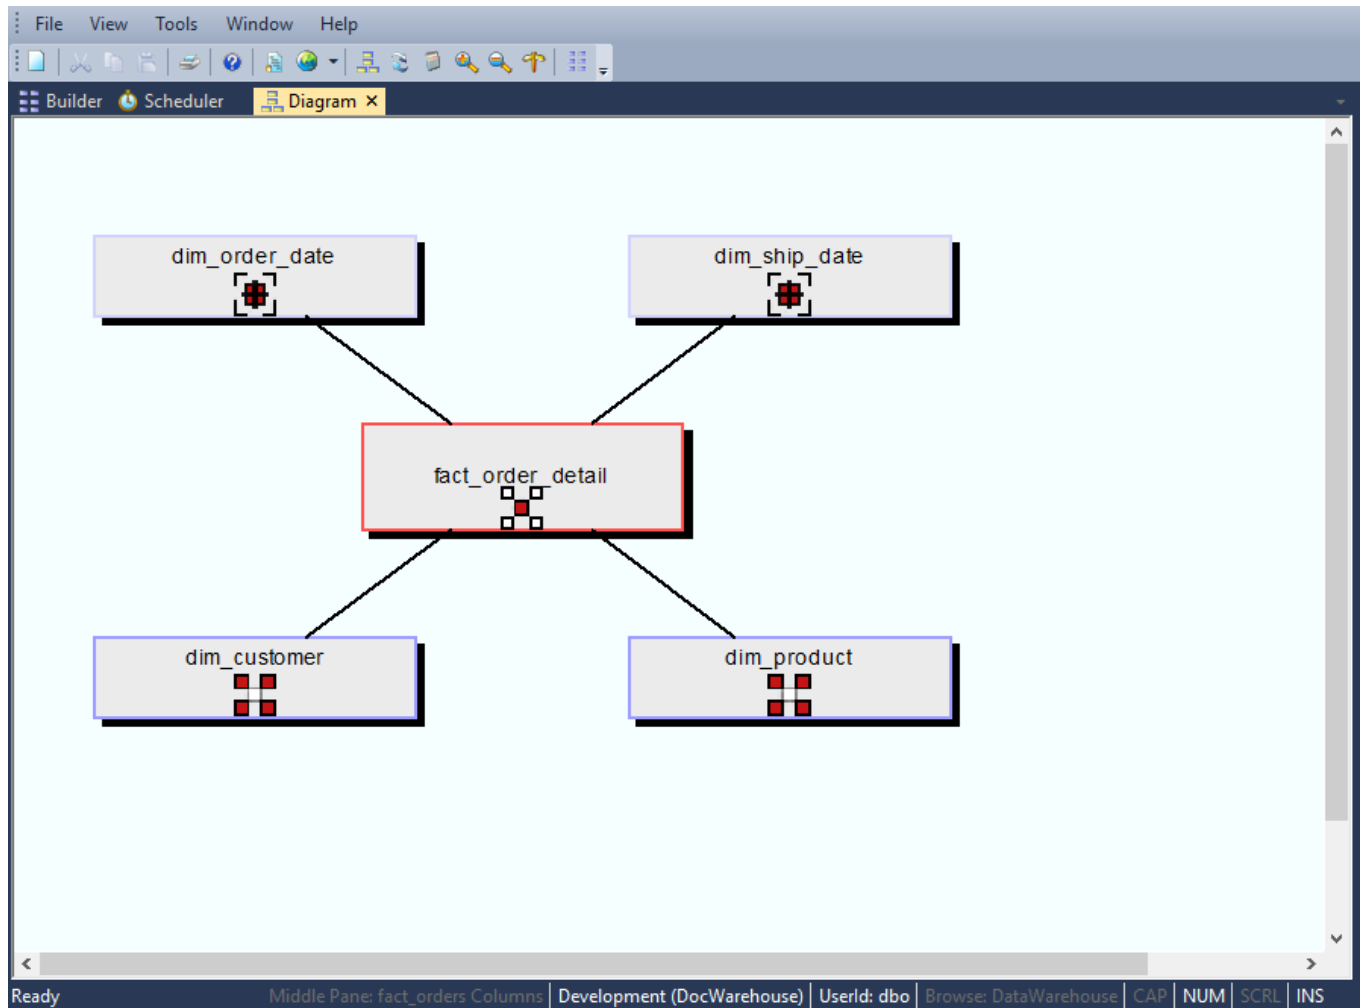 File View Tools Window Help
Builder Scheduler Diagram
dim_order_date dim_ship_date
fact_order_detail
dim_customer dim_product
Ready Middle Pane: fact_orders Columns Development (DocWarehouse) UserId: dbo Browse: DataWarehouse CAP NUM SCRL INS